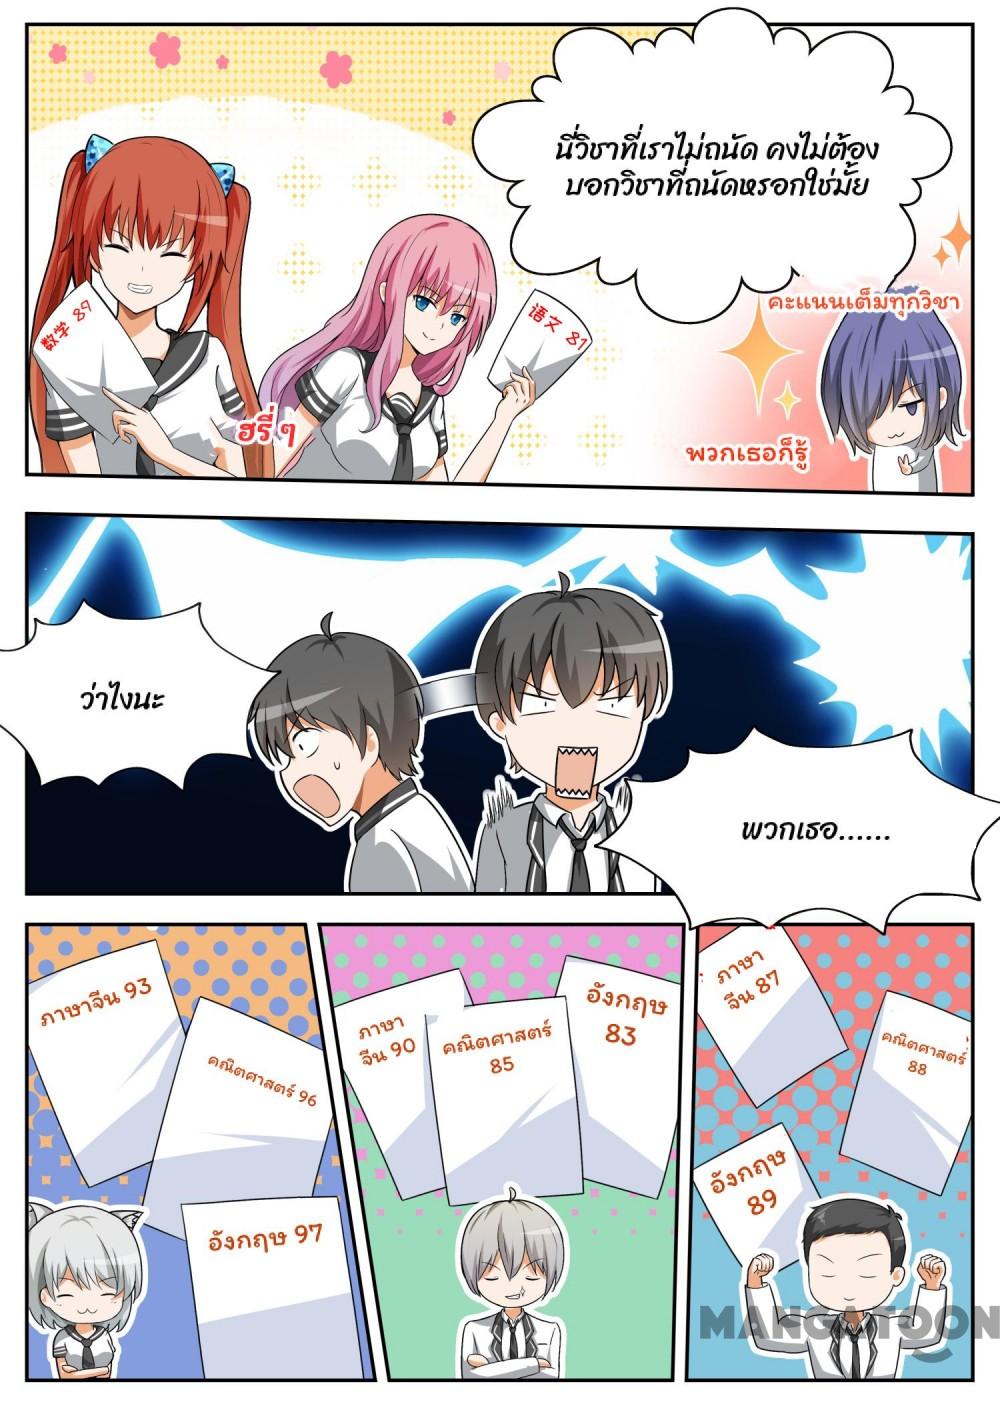 นี่วิชาที่เราไม่ถนัด คงไม่ต้อง
บอกวิชาที่ถนัดหรอกใช่มั้ย
คะแนนเต็มทุกวิชา
数学 89
语文 81
ฮรี่ ๆ
พวกเธอก็รู้
ว่าไงนะ
พวกเธอ......
ภาษาจีน 93
คณิตศาสตร์ 96
อังกฤษ 97
ภาษา
จีน 90
คณิตศาสตร์
85
อังกฤษ
83
ภาษา
จีน 87
คณิตศาสตร์
88
อังกฤษ
89
MANGATOON